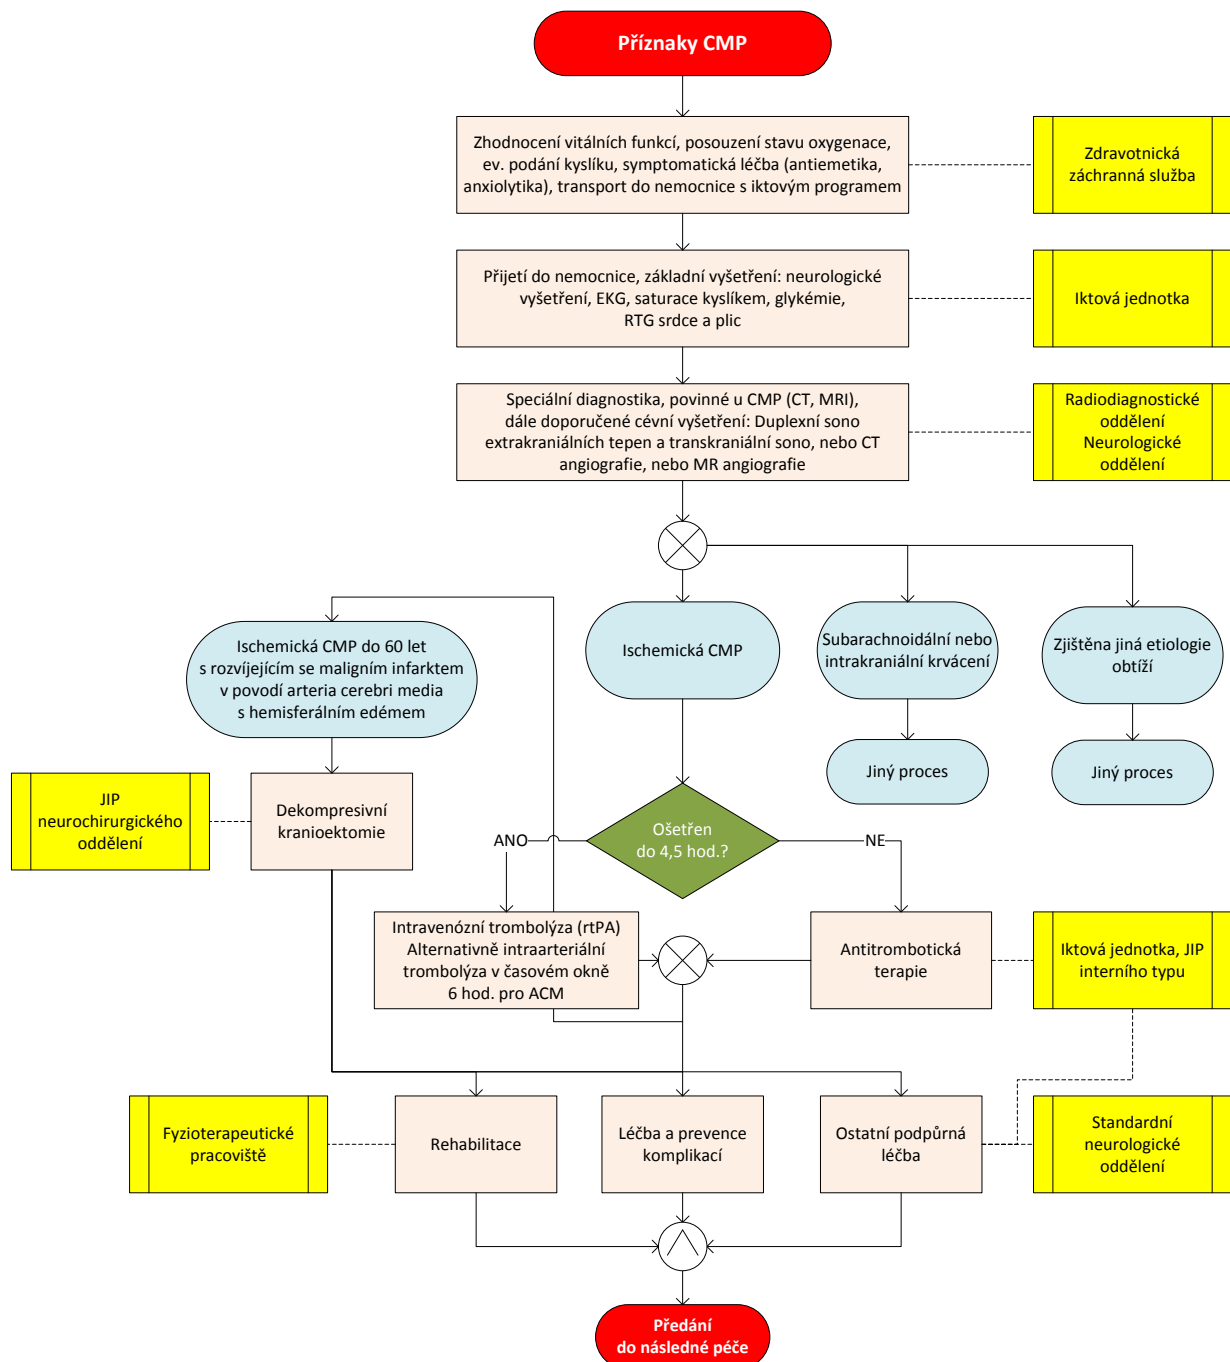 Příznaky CMP
Zhodnocení vitálních funkcí, posouzení stavu oxygenace,
ev. podání kyslíku, symptomatická léčba (antiemetika,
anxiolytika), transport do nemocnice s iktovým programem
Zdravotnická
záchranná služba
Přijetí do nemocnice, základní vyšetření: neurologické
vyšetření, EKG, saturace kyslíkem, glykémie,
RTG srdce a plic
Iktová jednotka
Speciální diagnostika, povinné u CMP (CT, MRI),
dále doporučené cévní vyšetření: Duplexní sono
extrakraniálních tepen a transkraniální sono, nebo CT
angiografie, nebo MR angiografie
Radiodiagnostické
oddělení
Neurologické
oddělení
Ischemická CMP do 60 let
s rozvíjejícím se maligním infarktem
v povodí arteria cerebri media
s hemisferálním edémem
Ischemická CMP
Subarachnoidální nebo
intrakraniální krvácení
Zjištěna jiná etiologie
obtíží
Jiný proces
Jiný proces
JIP
neurochirurgického
oddělení
Dekompresivní
kranioektomie
Ošetřen
do 4,5 hod.?
ANO
NE
Intravenózní trombolýza (rtPA)
Alternativně intraarteriální
trombolýza v časovém okně
6 hod. pro ACM
Antitrombotická
terapie
Iktová jednotka, JIP
interního typu
Fyzioterapeutické
pracoviště
Rehabilitace
Léčba a prevence
komplikací
Ostatní podpůrná
léčba
Standardní
neurologické
oddělení
Předání
do následné péče